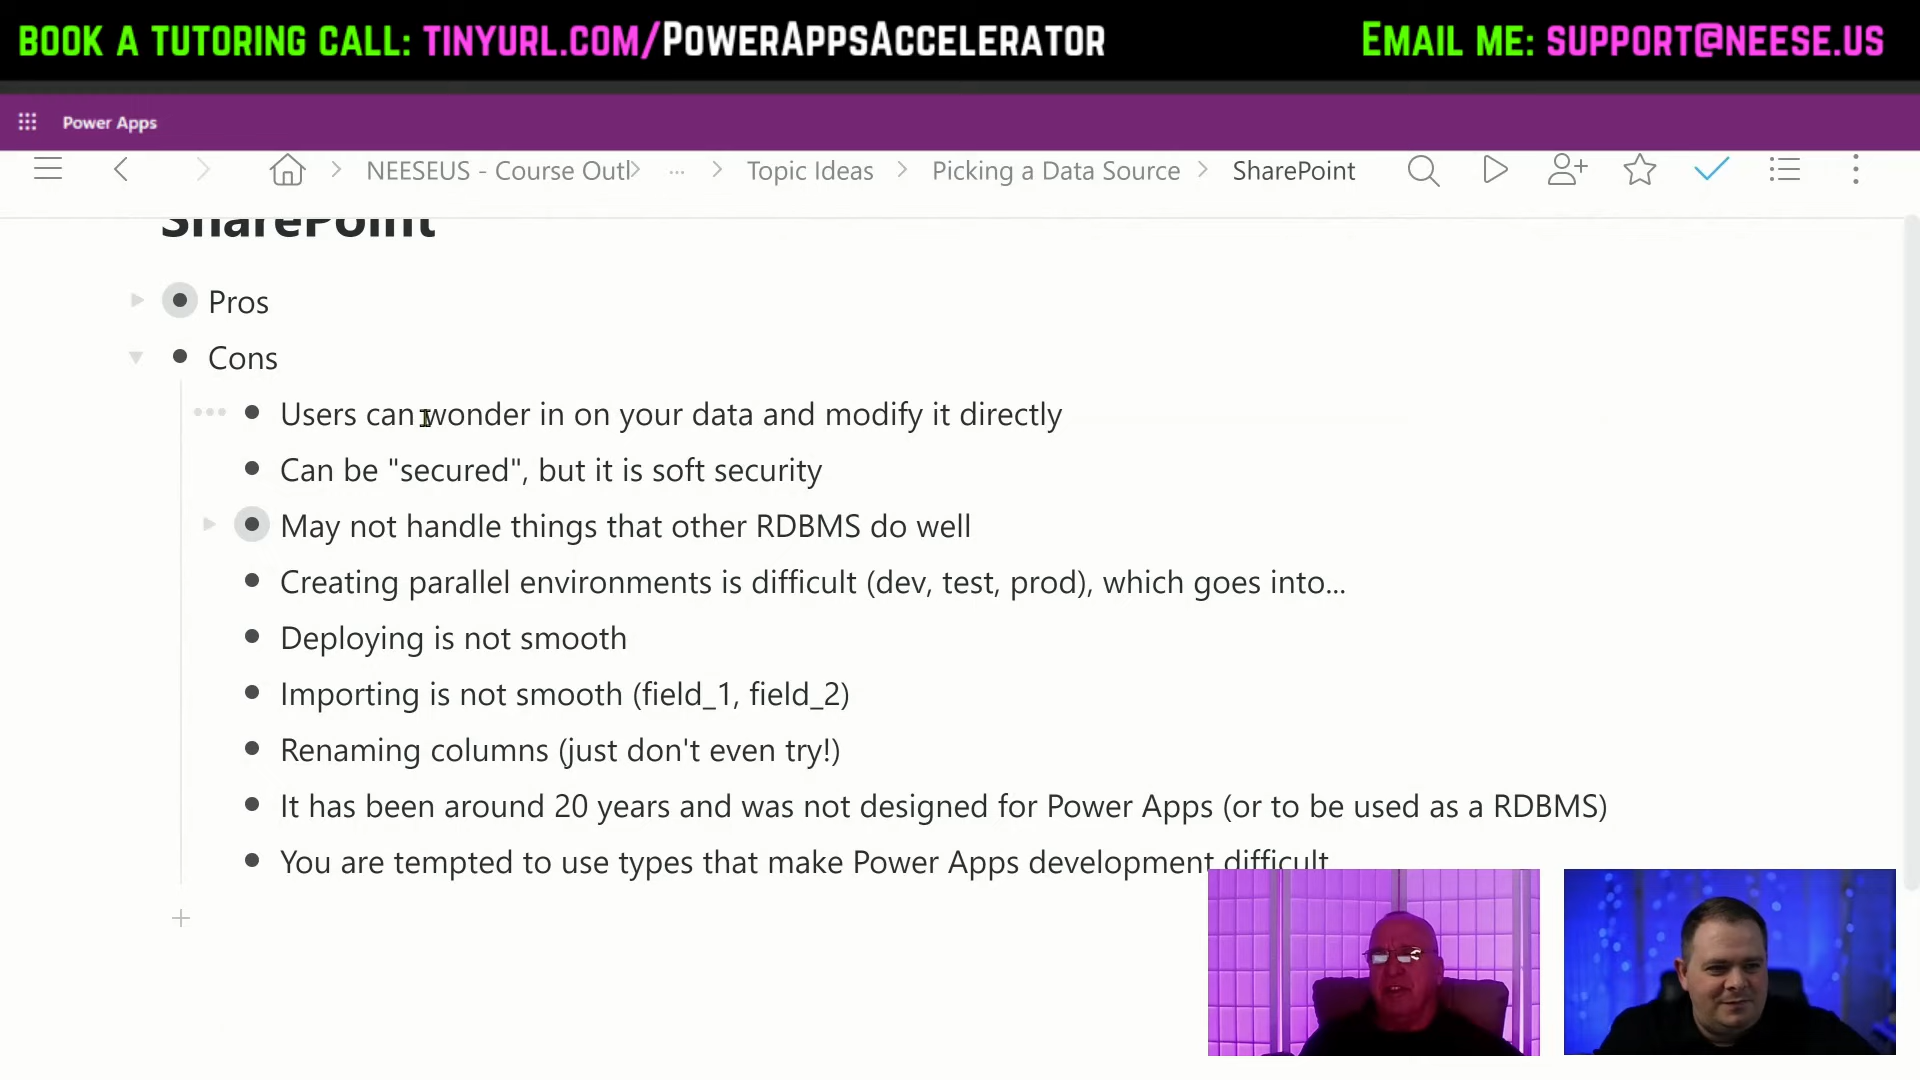 BOOK A TUTORING CALL: TINYURL.COM/POWERAPPSACCELERATOR EMAIL ME: SUPPORT@NEESE.US
Power Apps
NEESEUS - Course Outl ... Topic Ideas Picking a Data Source SharePoint
SharePoint
Pros
Cons
Users can wonder in on your data and modify it directly
Can be "secured", but it is soft security
May not handle things that other RDBMS do well
Creating parallel environments is difficult (dev, test, prod), which goes into...
Deploying is not smooth
Importing is not smooth (field_1, field_2)
Renaming columns (just don't even try!)
It has been around 20 years and was not designed for Power Apps (or to be used as a RDBMS)
You are tempted to use types that make Power Apps development difficult